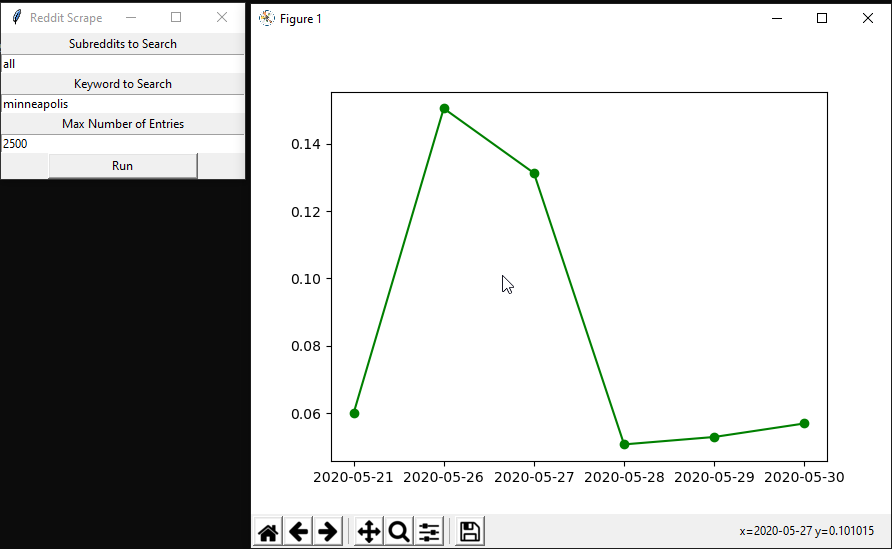 Reddit Scrape
Subreddits to Search
all
Keyword to Search
minneapolis
Max Number of Entries
2500
Run
Figure 1
0.14
0.12
0.10
0.08
0.06
2020-05-21 2020-05-26 2020-05-27 2020-05-28 2020-05-29 2020-05-30
x=2020-05-27 y=0.101015